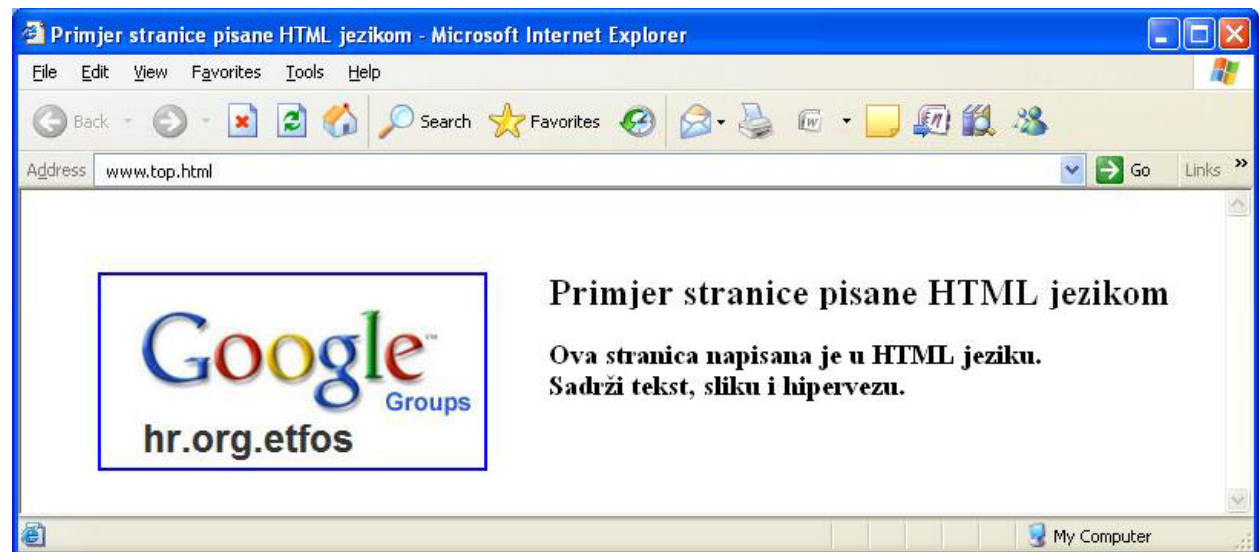 Primjer stranice pisane HTML jezikom - Microsoft Internet Explorer
File Edit View Favorites Tools Help
Back Search Favorites
Address www.top.html Go Links »
Google™
Groups
hr.org.etfos
Primjer stranice pisane HTML jezikom
Ova stranica napisana je u HTML jeziku.
Sadrži tekst, sliku i hipervezu.
My Computer